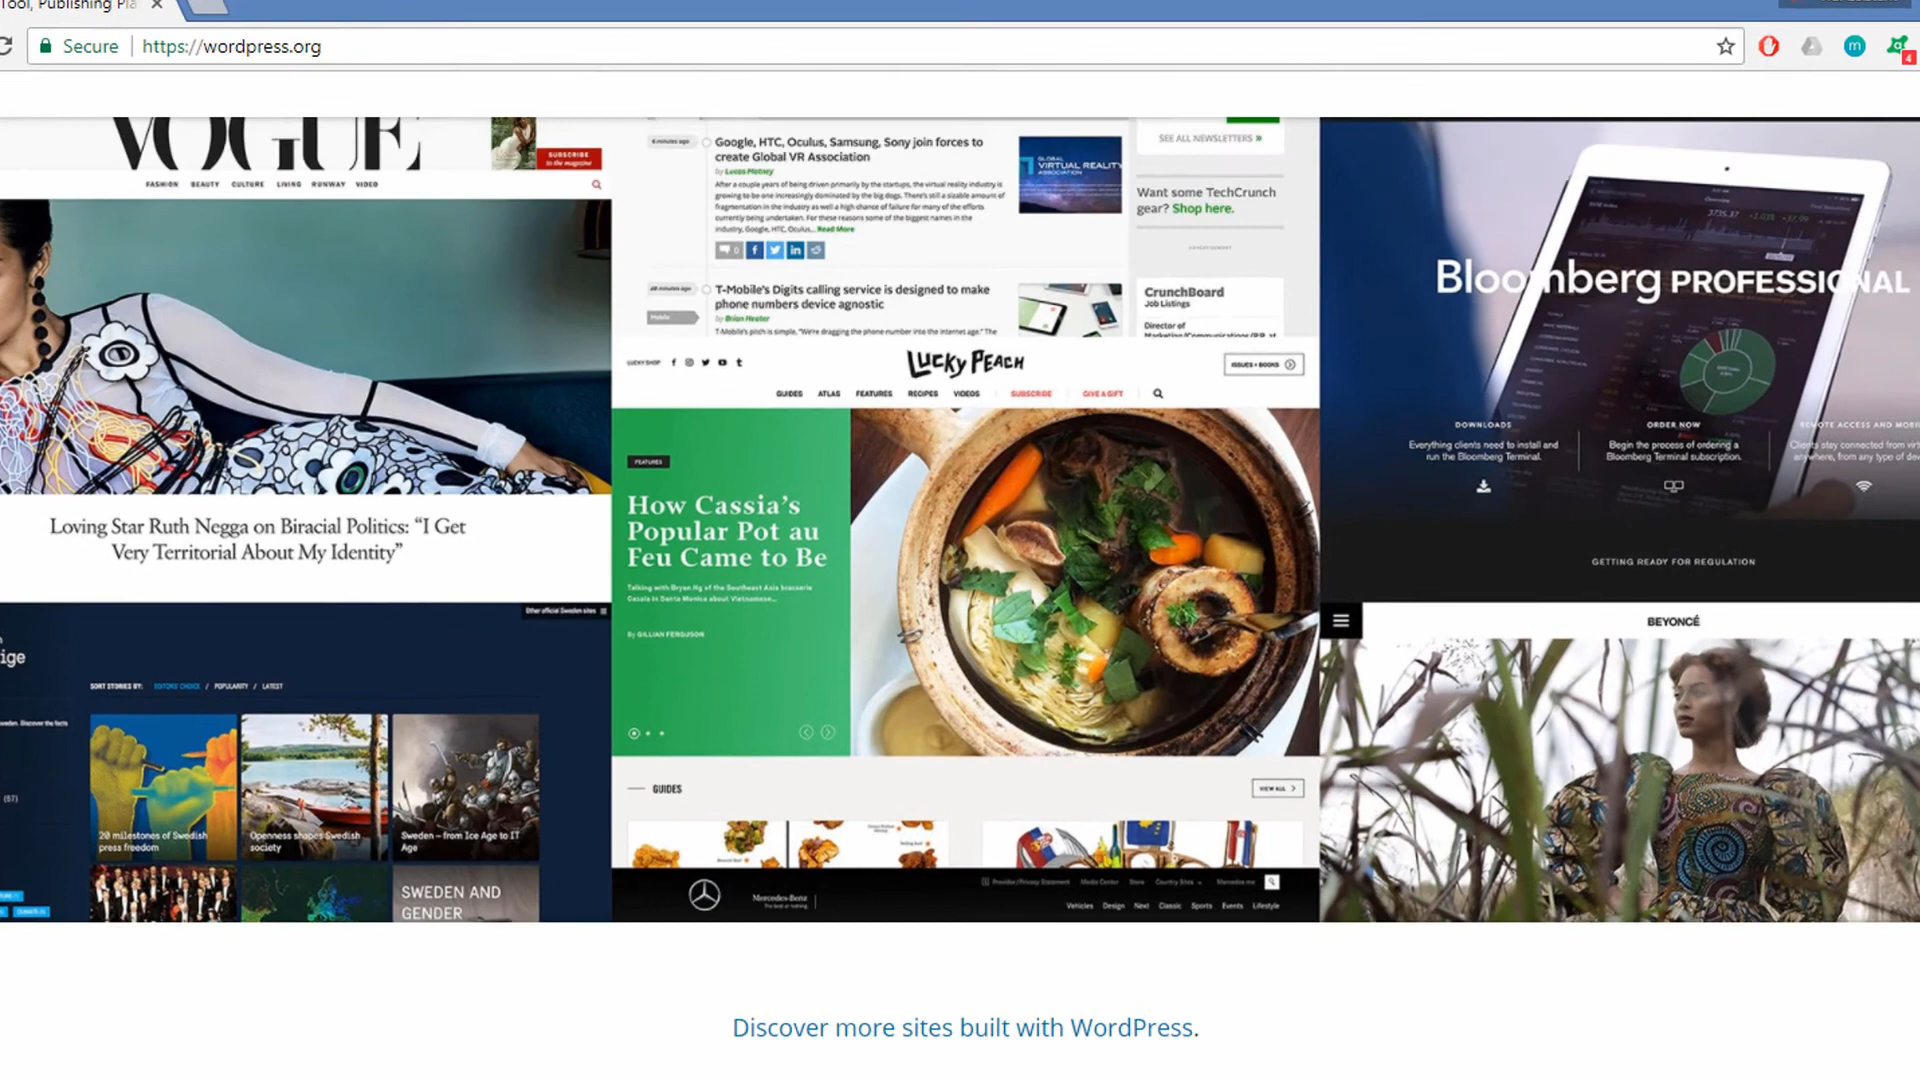 Tool, Publishing Pla
Secure
https://wordpress.org
4
VOGUE
SUBSCRIBE
to the magazine
FASHION BEAUTY CULTURE LIVING RUNWAY VIDEO
Loving Star Ruth Negga on Biracial Politics: “I Get
Very Territorial About My Identity”
6 minutes ago
Google, HTC, Oculus, Samsung, Sony join forces to
create Global VR Association
by Lucas Matney
After a couple years of being driven primarily by the startups, the virtual reality industry is
growing to be one increasingly dominated by the big dogs. There's still a sizable amount of
fragmentation in the industry as well a high chance of failure for many of the efforts
currently being undertaken. For these reasons some of the biggest names in the
industry, Google, HTC, Oculus... Read More
0
GLOBAL
VIRTUAL REALITY
ASSOCIATION
T-Mobile's Digits calling service is designed to make
phone numbers device agnostic
by Brian Heater
Mobile
T-Mobile's pitch is simple. "We're dragging the phone number into the internet age." The
SEE ALL NEWSLETTERS »
Want some TechCrunch
gear? Shop here.
ADVERTISEMENT
CrunchBoard
Job Listings
Director of
LUCKY SHOP
LUCKY PEACH
ISSUES + BOOKS
GUIDES ATLAS FEATURES RECIPES VIDEOS SUBSCRIBE GIVE A GIFT
FEATURES
How Cassia's
Popular Pot au
Feu Came to Be
Talking with Bryan Ng of the Southeast Asia brasserie
Cassia in Santa Monica about Vietnamese...
By GILLIAN FERGUSON
GUIDES
VIEW ALL
Mercedes-Benz
The best or nothing.
Provider/Privacy Statement Media Center Store Country Sites Mercedes me
Vehicles Design Next Classic Sports Events Lifestyle
Bloomberg PROFESSIONAL
3735.37 +1.03% +37.99
DOWNLOADS
Everything clients need to install and
run the Bloomberg Terminal.
ORDER NOW
Begin the process of ordering a
Bloomberg Terminal subscription.
REMOTE ACCESS AND MOBI
Clients stay connected from virt
anywhere, from any type of dev
GETTING READY FOR REGULATION
BEYONCÉ
Other official Sweden sites
ige
SORT STORIES BY: EDITORS' CHOICE / POPULARITY / LATEST
weden. Discover the facts
(57)
20 milestones of Swedish
press freedom
Openness shapes Swedish
society
Sweden – from Ice Age to IT
Age
SWEDEN AND
GENDER
Discover more sites built with WordPress.